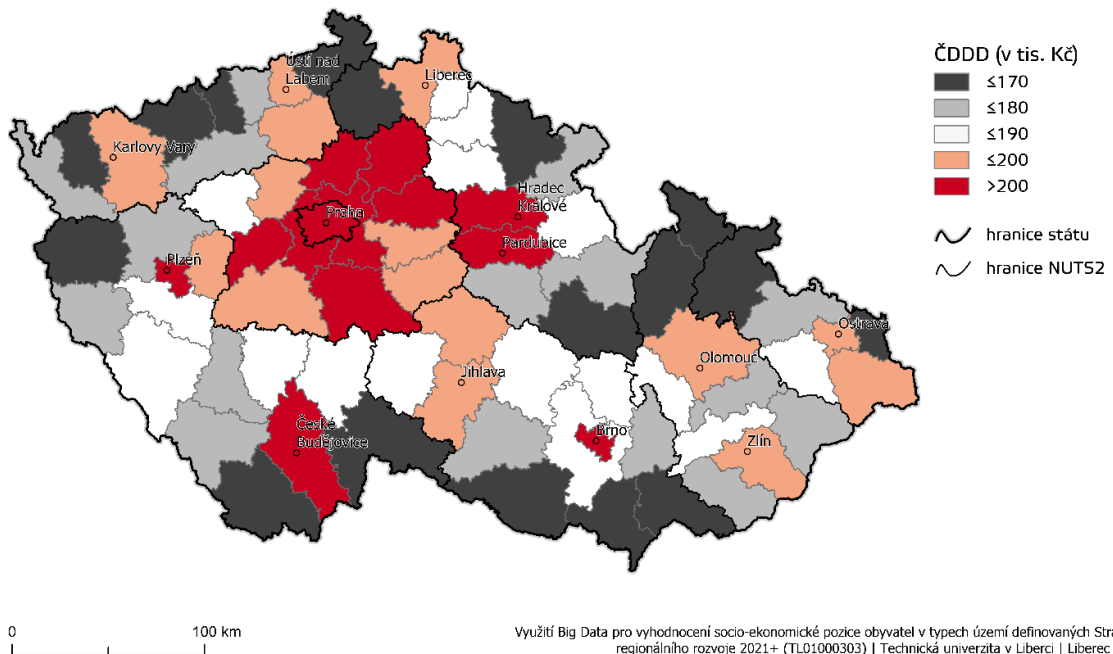 Ústí nad
Labem
Liberec
Karlovy Vary
Hradec
Králové
Praha
Pardubice
Plzeň
Ostrava
Olomouc
Jihlava
České
Budějovice
Brno
Zlín
ČDDD (v tis. Kč)
≤170
≤180
≤190
≤200
>200
hranice státu
hranice NUTS2
0 100 km
Využití Big Data pro vyhodnocení socio-ekonomické pozice obyvatel v typech území definovaných Stra
regionálního rozvoje 2021+ (TL01000303) | Technická univerzita v Liberci | Liberec